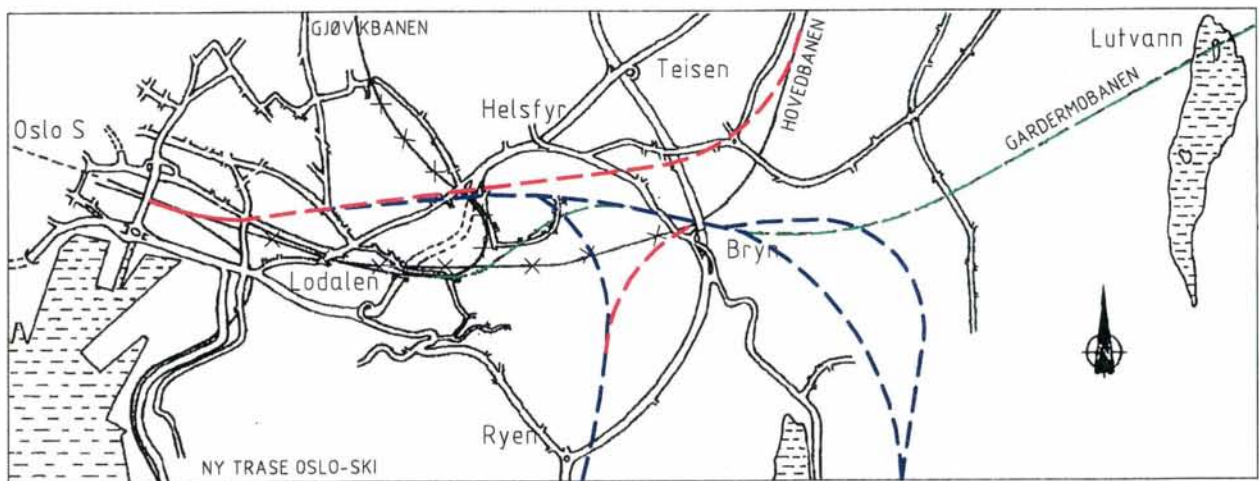 GJØVIKBANEN
Lutvann
Teisen
HOVEDBANEN
Helsfyr
GARDERMOBANEN
Oslo S
Bryn
Lodalen
Ryen
NY TRASE OSLO-SKI